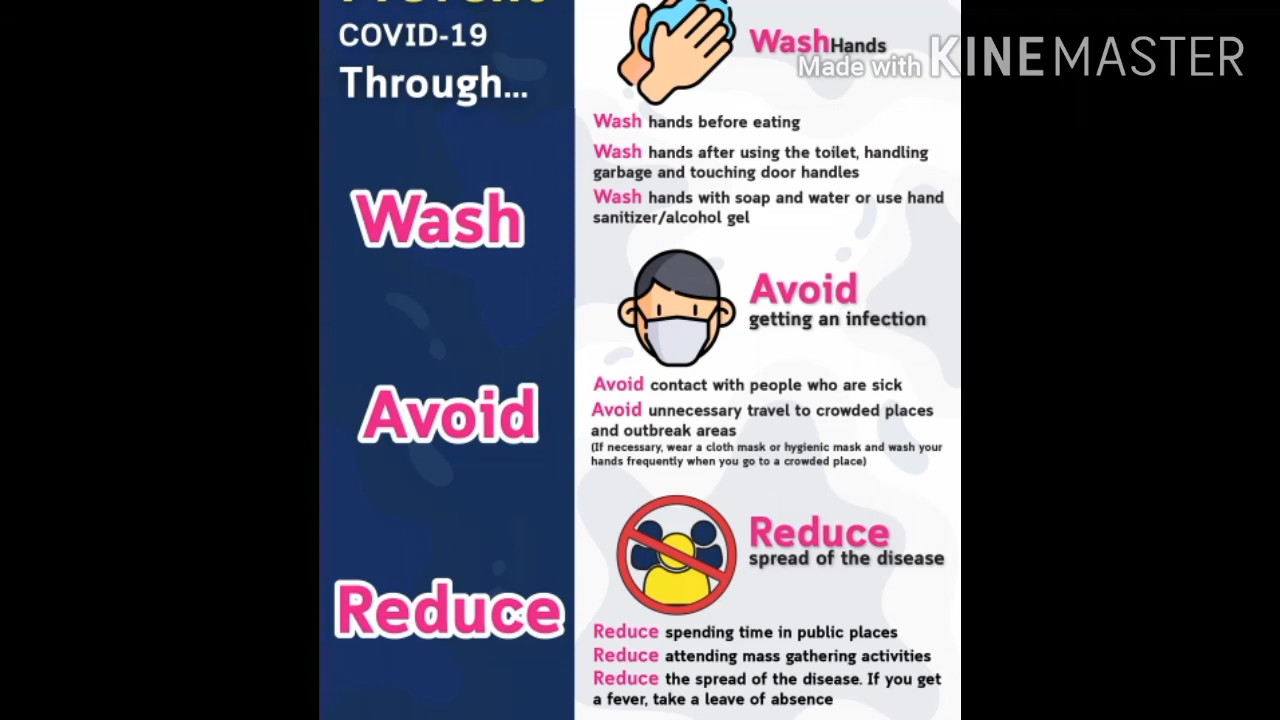 COVID-19
Through...
Wash
Avoid
Reduce
Wash Hands
Made with KINEMASTER
Wash hands before eating
Wash hands after using the toilet, handling
garbage and touching door handles
Wash hands with soap and water or use hand
sanitizer/alcohol gel
Avoid
getting an infection
Avoid contact with people who are sick
Avoid unnecessary travel to crowded places
and outbreak areas
(If necessary, wear a cloth mask or hygienic mask and wash your
hands frequently when you go to a crowded place)
Reduce
spread of the disease
Reduce spending time in public places
Reduce attending mass gathering activities
Reduce the spread of the disease. If you get
a fever, take a leave of absence